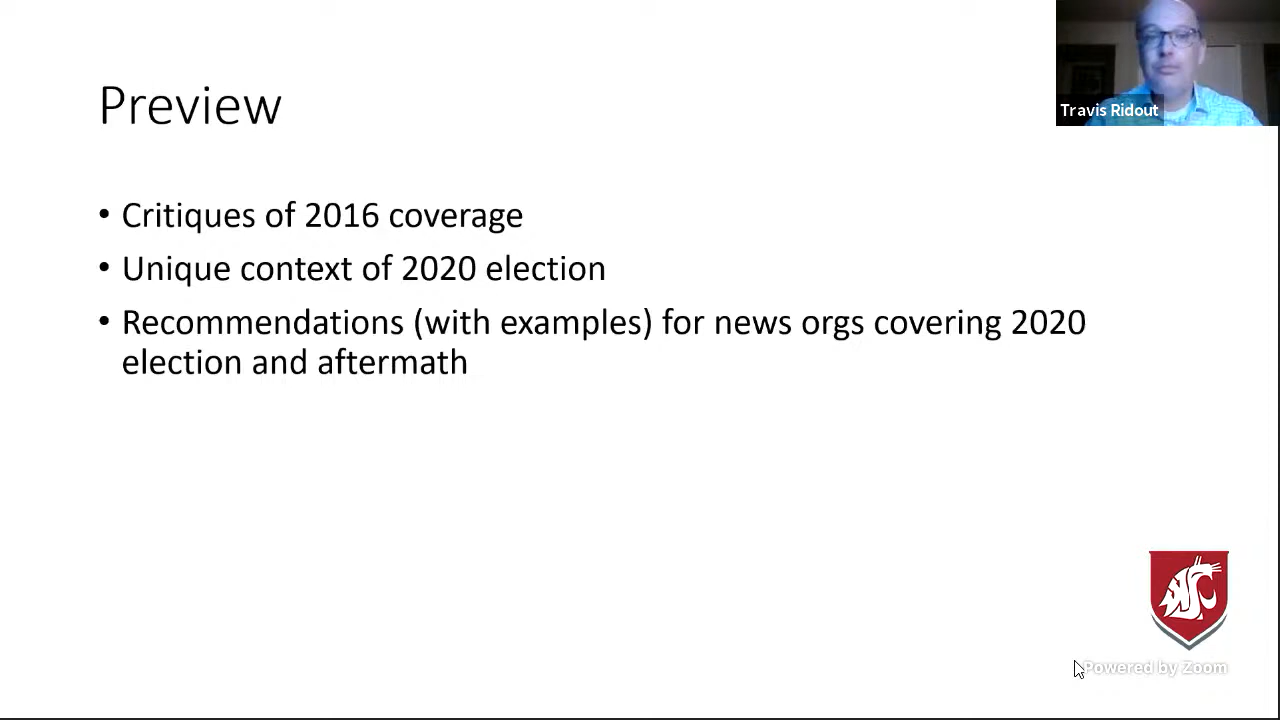 Preview
Travis Ridout
• Critiques of 2016 coverage
• Unique context of 2020 election
• Recommendations (with examples) for news orgs covering 2020
election and aftermath
Powered by Zoom